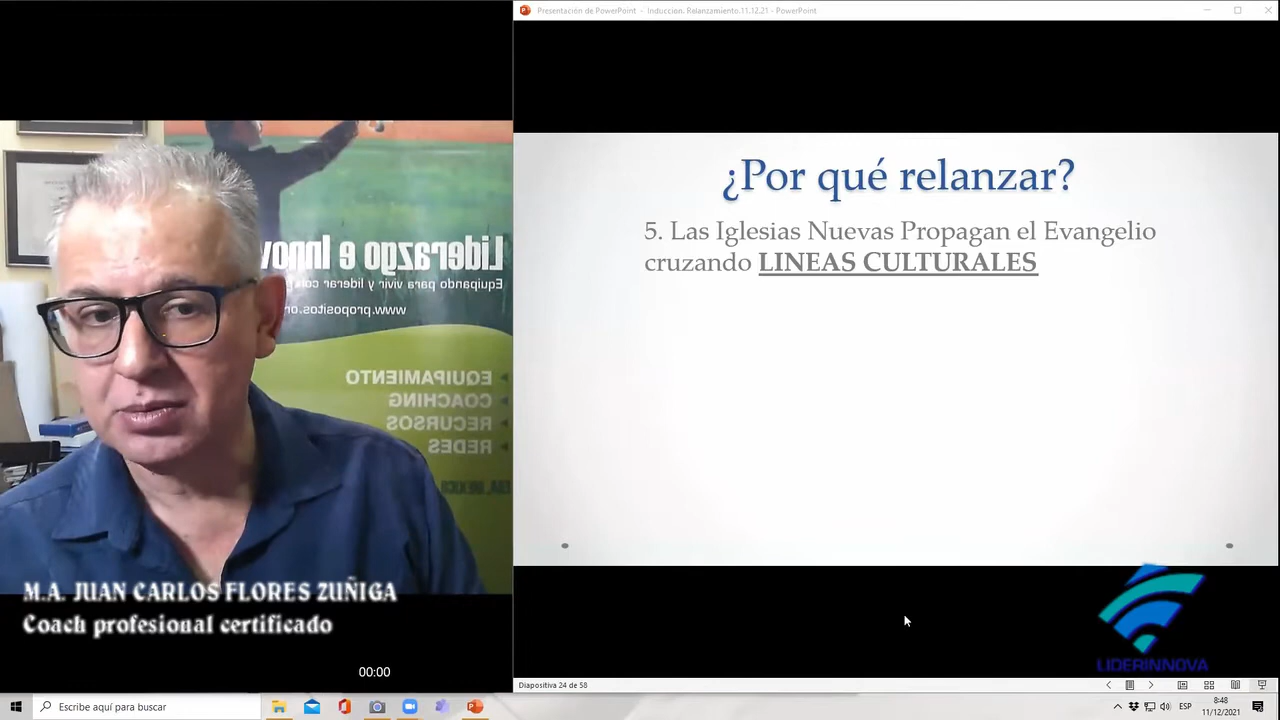 Presentación de PowerPoint - Induccion. Relanzamiento.11.12.21 - PowerPoint
¿Por qué relanzar?
5. Las Iglesias Nuevas Propagan el Evangelio
cruzando LINEAS CULTURALES
Liderazgo e Innov
Equipando para vivir y liderar con
www.propositos.or
EQUIPAMIENTO
COACHING
RECURSOS
REDES
M.A. JUAN CARLOS FLORES ZUÑIGA
Coach profesional certificado
00:00
LIDERINNOVA
Diapositiva 24 de 58
Escribe aquí para buscar
ESP
8:48
11/12/2021